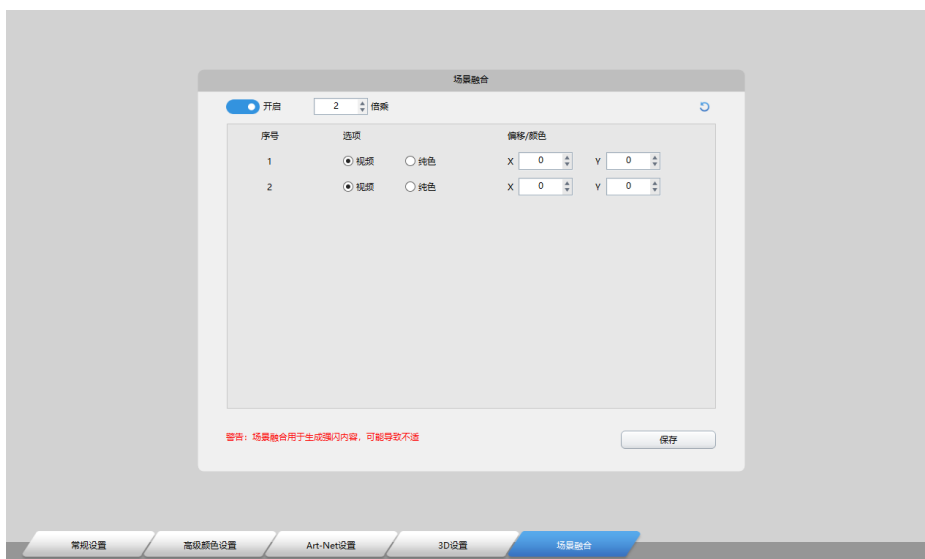 场景融合
开启 2 倍乘
序号 选项 偏移/颜色
1 视频 纯色 X 0 Y 0
2 视频 纯色 X 0 Y 0
警告：场景融合用于生成强闪内容，可能导致不适
保存
常规设置 高级颜色设置 Art-Net设置 3D设置 场景融合